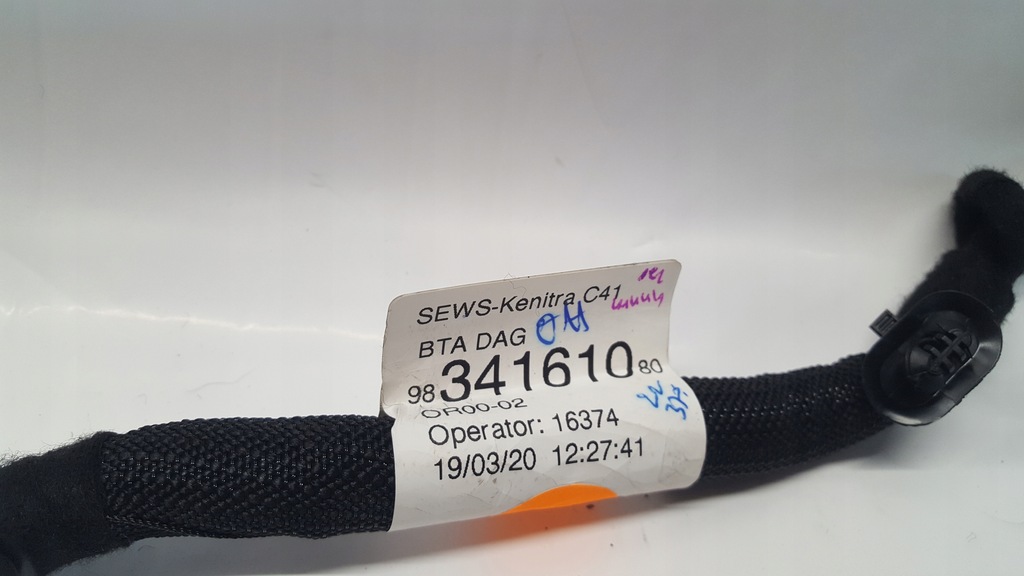 SEWS-Kenitra C41
BTA DAG
98 341610 80
OR00-02
Operator: 16374
19/03/20 12:27:41